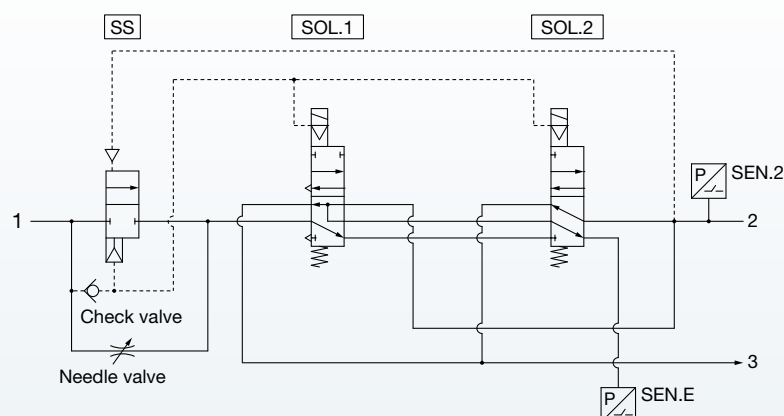 SS
SOL.1
SOL.2
P
SEN.2
1
2
Check valve
3
Needle valve
P
SEN.E